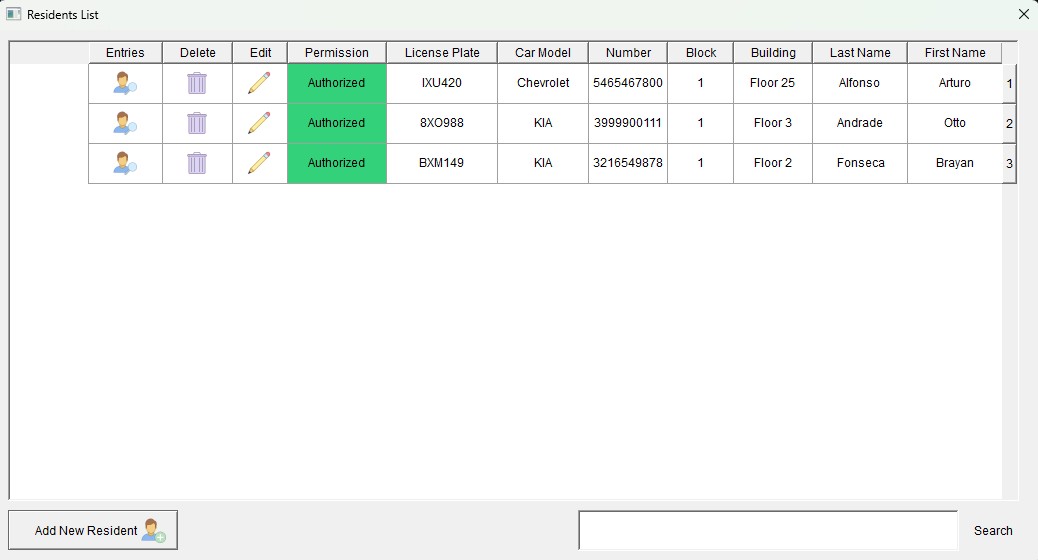 Residents List
Entries Delete Edit Permission License Plate Car Model Number Block Building Last Name First Name
Authorized IXU420 Chevrolet 5465467800 1 Floor 25 Alfonso Arturo 1
Authorized 8XO988 KIA 3999900111 1 Floor 3 Andrade Otto 2
Authorized BXM149 KIA 3216549878 1 Floor 2 Fonseca Brayan 3
Add New Resident Search